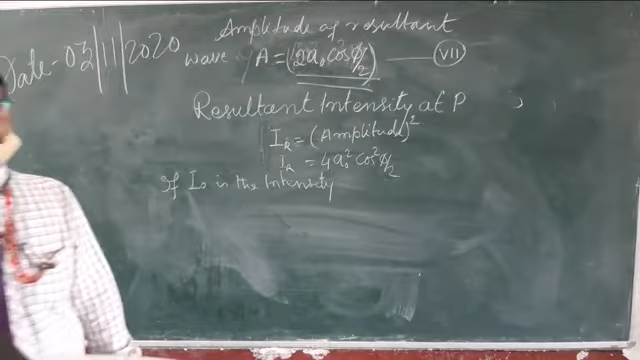 Date - 03/11/2020
Amplitude of resultant
wave A = (2a₀ cos φ/2) — VII
Resultant Intensity at P
I_R = (Amplitude)²
I_R = 4a₀² cos² φ/2
If I₀ is the Intensity